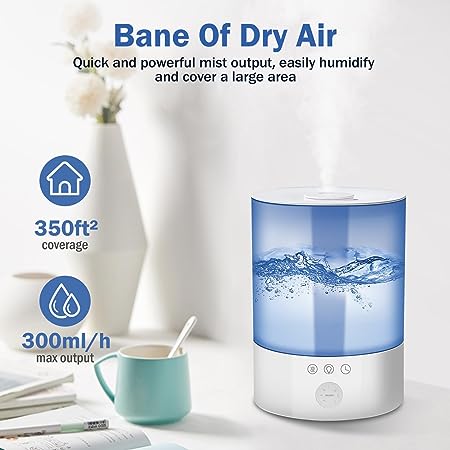 Bane Of Dry Air
Quick and powerful mist output, easily humidify
and cover a large area
350ft²
coverage
300ml/h
max output